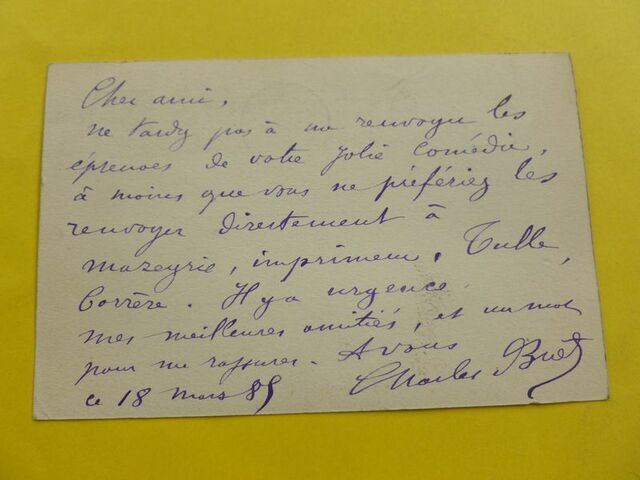 Cher ami,
ne tardez pas à me renvoyer les
épreuves de votre jolie comédie,
à moins que vous ne préfériez les
renvoyer directement à
Mazeyrie, imprimeur, Tulle,
Corrèze. Il y a urgence.
mes meilleures amitiés, et un mot
pour me rassurer. A vous
ce 18 mars 85 Charles